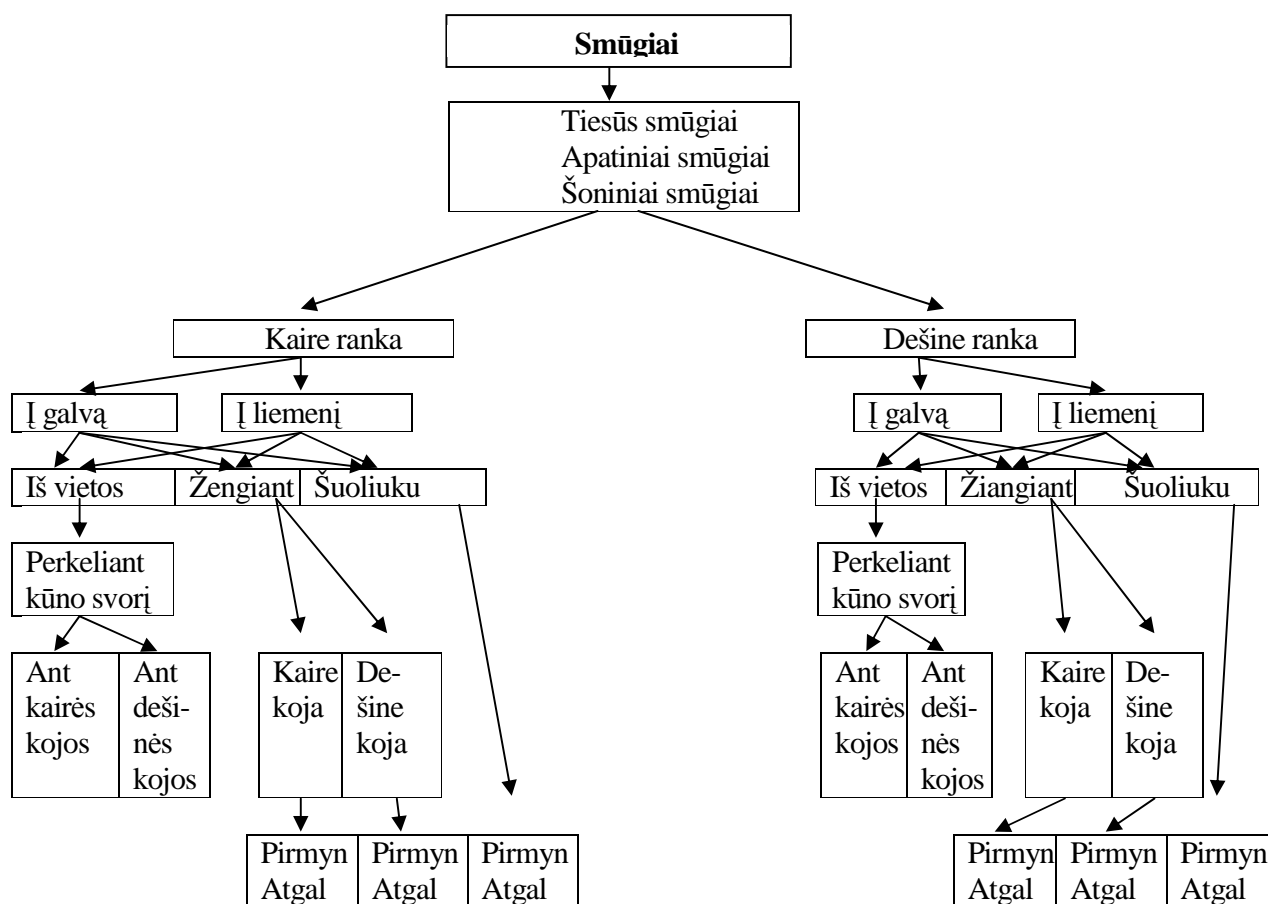 Smūgiai
Tiesūs smūgiai
Apatiniai smūgiai
Šoniniai smūgiai
Kaire ranka
Dešine ranka
Į galvą
Į liemenį
Į galvą
Į liemenį
Iš vietos
Žengiant
Šuoliuku
Iš vietos
Žiangiant
Šuoliuku
Perkeliant
kūno svorį
Perkeliant
kūno svorį
Ant
kairės
kojos
Ant
deši-
nės
kojos
Kaire
koja
De-
šine
koja
Ant
kairės
kojos
Ant
deši-
nės
kojos
Kaire
koja
De-
šine
koja
Pirmyn
Atgal
Pirmyn
Atgal
Pirmyn
Atgal
Pirmyn
Atgal
Pirmyn
Atgal
Pirmyn
Atgal